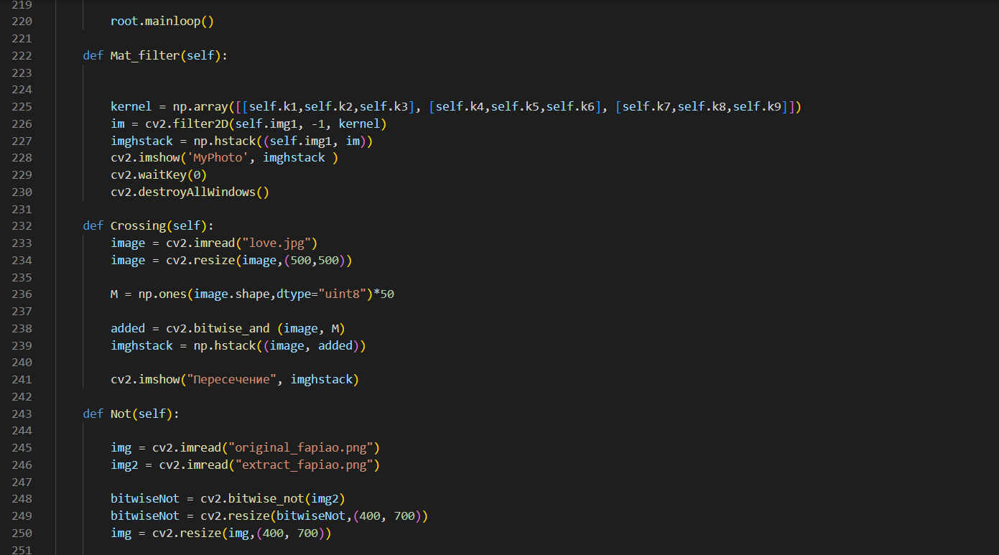 219
220 root.mainloop()
221
222 def Mat_filter(self):
223
224
225 kernel = np.array([[self.k1,self.k2,self.k3], [self.k4,self.k5,self.k6], [self.k7,self.k8,self.k9]])
226 im = cv2.filter2D(self.img1, -1, kernel)
227 imghstack = np.hstack((self.img1, im))
228 cv2.imshow('MyPhoto', imghstack )
229 cv2.waitKey(0)
230 cv2.destroyAllWindows()
231
232 def Crossing(self):
233 image = cv2.imread("love.jpg")
234 image = cv2.resize(image,(500,500))
235
236 M = np.ones(image.shape,dtype="uint8")*50
237
238 added = cv2.bitwise_and (image, M)
239 imghstack = np.hstack((image, added))
240
241 cv2.imshow("Пересечение", imghstack)
242
243 def Not(self):
244
245 img = cv2.imread("original_fapiao.png")
246 img2 = cv2.imread("extract_fapiao.png")
247
248 bitwiseNot = cv2.bitwise_not(img2)
249 bitwiseNot = cv2.resize(bitwiseNot,(400, 700))
250 img = cv2.resize(img,(400, 700))
251